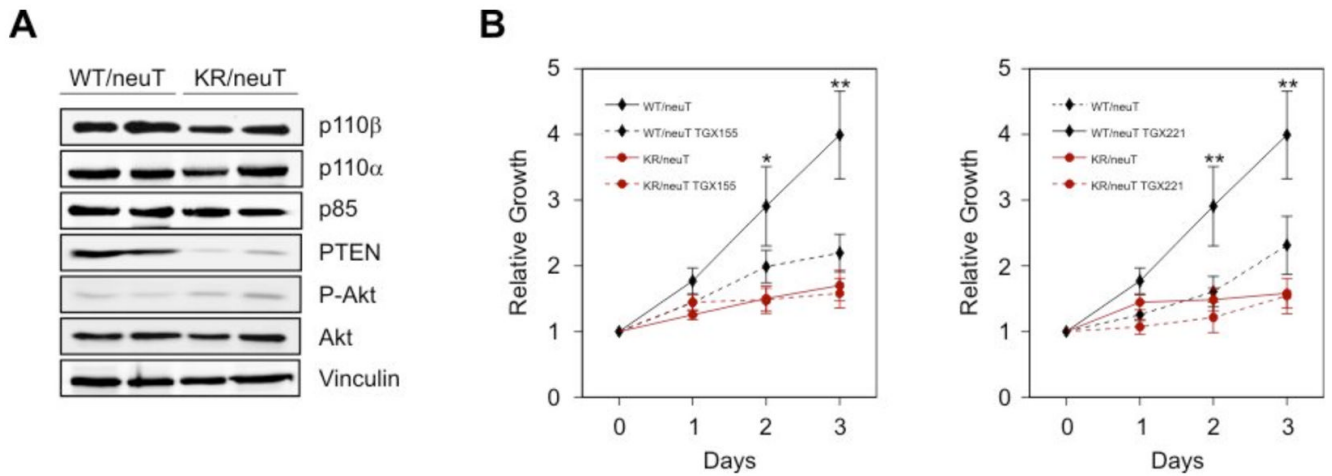 A
WT/neuT KR/neuT
p110β
p110α
p85
PTEN
P-Akt
Akt
Vinculin
B
5
4
3
2
1
0
Relative Growth
WT/neuT
WT/neuT TGX155
KR/neuT
KR/neuT TGX155
*
**
0 1 2 3
Days
5
4
3
2
1
0
Relative Growth
WT/neuT
WT/neuT TGX221
KR/neuT
KR/neuT TGX221
**
**
0 1 2 3
Days